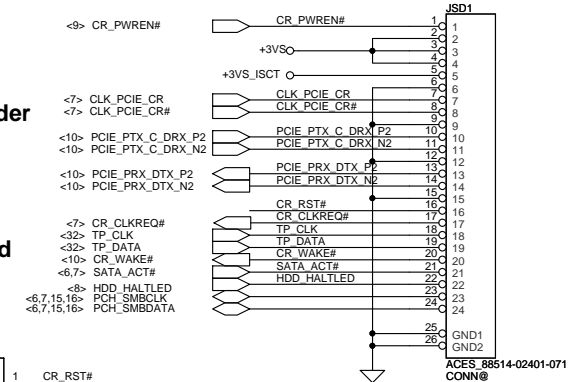 JSD1
<9> CR_PWREN# CR_PWREN# 1 1
2 2
+3VS 3 3
4 4
+3VS_ISCT 5 5
6 6
<7> CLK_PCIE_CR CLK_PCIE_CR 7 7
der
<7> CLK_PCIE_CR# CLK_PCIE_CR# 8 8
9 9
<10> PCIE_PTX_C_DRX_P2 PCIE_PTX_C_DRX_P2 10 10
<10> PCIE_PTX_C_DRX_N2 PCIE_PTX_C_DRX_N2 11 11
12 12
<10> PCIE_PRX_DTX_P2 PCIE_PRX_DTX_P2 13 13
<10> PCIE_PRX_DTX_N2 PCIE_PRX_DTX_N2 14 14
15 15
CR_RST# 16 16
<7> CR_CLKREQ# CR_CLKREQ# 17 17
<32> TP_CLK TP_CLK 18 18
d
<32> TP_DATA TP_DATA 19 19
<10> CR_WAKE# CR_WAKE# 20 20
<6,7> SATA_ACT# SATA_ACT# 21 21
<8> HDD_HALTLED HDD_HALTLED 22 22
<6,7,15,16> PCH_SMBCLK 23 23
<6,7,15,16> PCH_SMBDATA 24 24
25 GND1
26 GND2
ACES_88514-02401-071
CONN@
1 CR_RST#